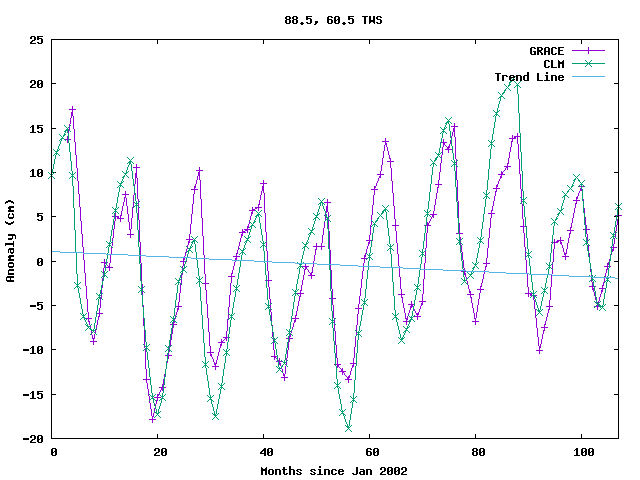 88.5, 60.5 TWS
GRACE
CLM
Trend Line
Anomaly (cm)
25
20
15
10
5
0
-5
-10
-15
-20
0 20 40 60 80 100
Months since Jan 2002